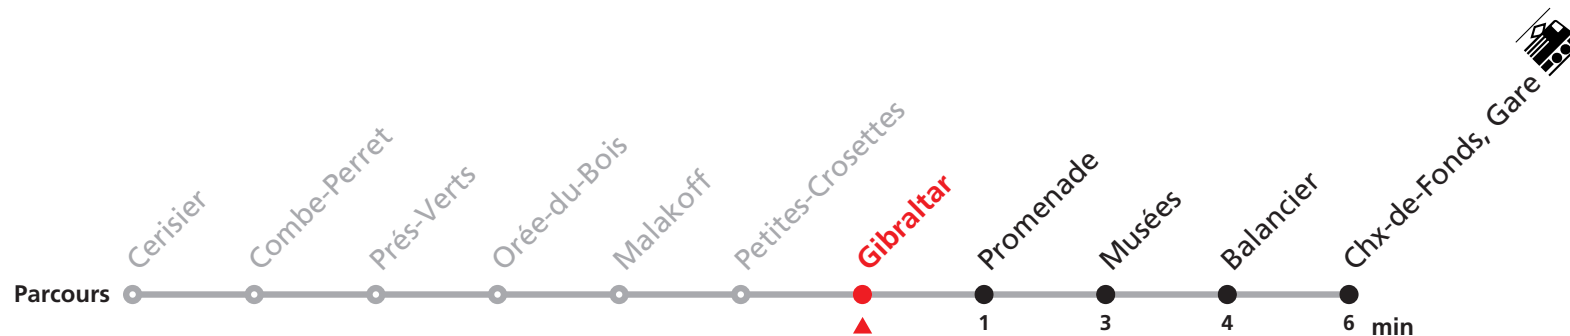 Cerisier
Combe-Perret
Prés-Verts
Orée-du-Bois
Malakoff
Petites-Crosettes
Gibraltar
Promenade
Musées
Balancier
Chx-de-Fonds, Gare
Parcours
1 3 4 6 min